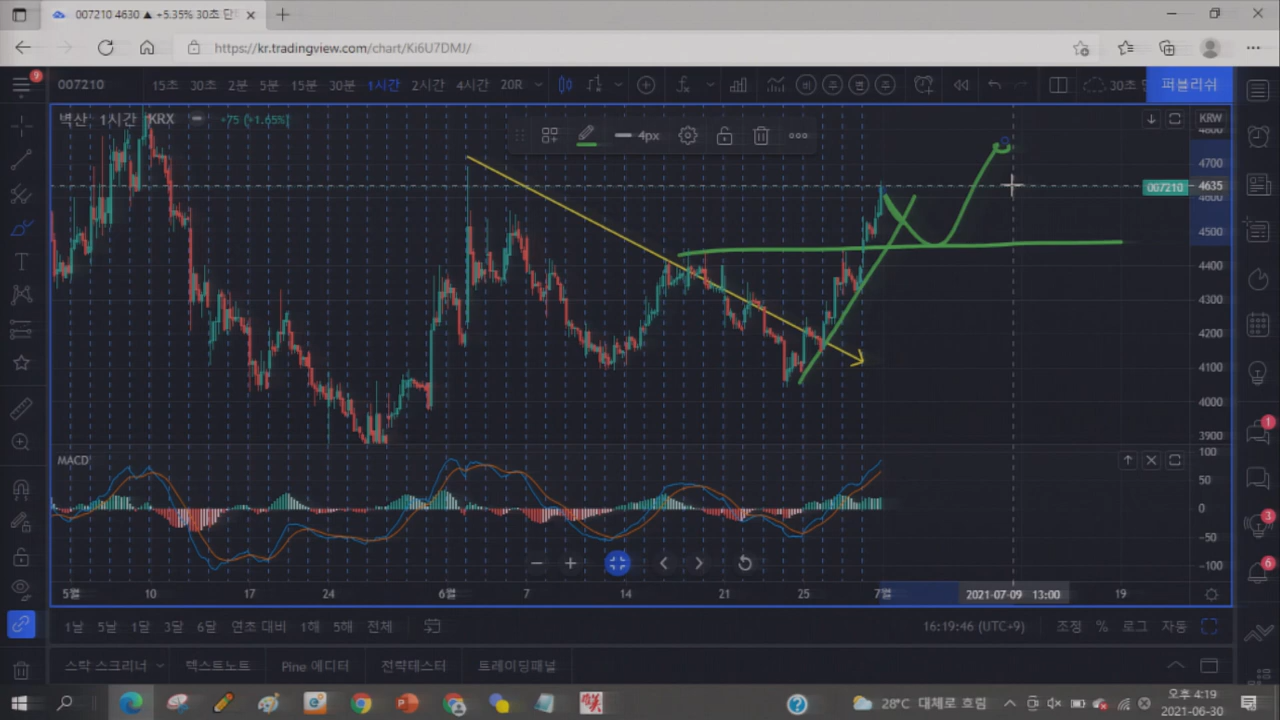 007210 4630 ▲ +5.35% 30초 단
https://kr.tradingview.com/chart/Ki6U7DMJ/
9
007210 15초 30초 2분 5분 15분 30분 1시간 2시간 4시간 20R 30초 퍼블리쉬
벽산 1시간 KRX +75 (+1.65%)
4px
KRW
4800
4700
007210 4635
4600
4500
4400
4300
4200
4100
4000
3900
MACD
100
50
0
-50
-100
1
3
6
5월 10 17 24 6월 7 14 21 25 7월 2021-07-09 13:00 19
1날 5날 1달 3달 6달 연초 대비 1해 5해 전체 16:19:46 (UTC+9) 조정 % 로그 자동
스탁 스크리너 텍스트노트 Pine 에디터 전략테스터 트레이딩패널
28°C 대체로 흐림 오후 4:19
2021-06-30